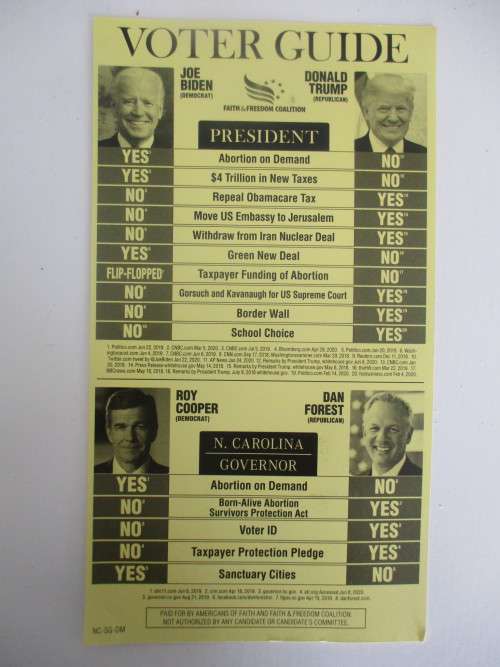 VOTER GUIDE
JOE BIDEN (DEMOCRAT)
FAITH & FREEDOM COALITION
DONALD TRUMP (REPUBLICAN)
PRESIDENT
YES Abortion on Demand NO
YES $4 Trillion in New Taxes NO
NO Repeal Obamacare Tax YES
NO Move US Embassy to Jerusalem YES
NO Withdraw from Iran Nuclear Deal YES
YES Green New Deal NO
FLIP-FLOPPED Taxpayer Funding of Abortion NO
NO Gorsuch and Kavanaugh for US Supreme Court YES
NO Border Wall YES
NO School Choice YES
ROY COOPER (DEMOCRAT)
DAN FOREST (REPUBLICAN)
N. CAROLINA
GOVERNOR
YES Abortion on Demand NO
NO Born-Alive Abortion Survivors Protection Act YES
NO Voter ID YES
NO Taxpayer Protection Pledge YES
YES Sanctuary Cities NO
PAID FOR BY AMERICANS OF FAITH AND FAITH & FREEDOM COALITION.
NOT AUTHORIZED BY ANY CANDIDATE OR CANDIDATE'S COMMITTEE.
NC-SG-DM